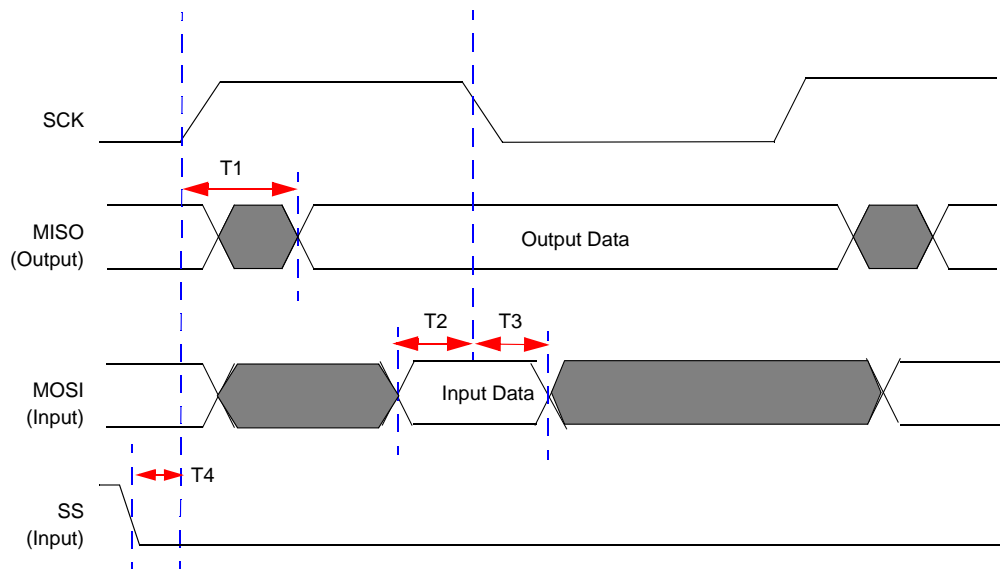 SCK
T1
MISO
(Output)
Output Data
T2
T3
MOSI
(Input)
Input Data
T4
SS
(Input)